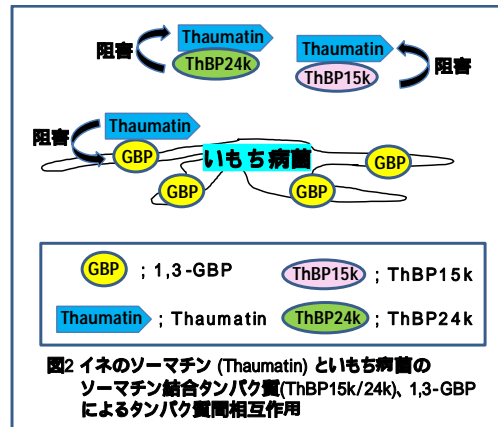 阻害
Thaumatin
ThBP24k
Thaumatin
ThBP15k
阻害
阻害
Thaumatin
GBP
いもち病菌
GBP
GBP
GBP
GBP ; 1,3-GBP
ThBP15k ; ThBP15k
Thaumatin ; Thaumatin
ThBP24k ; ThBP24k
図2 イネのソーマチン (Thaumatin) といもち病菌の
ソーマチン結合タンパク質(ThBP15k/24k)、1,3-GBP
によるタンパク質間相互作用